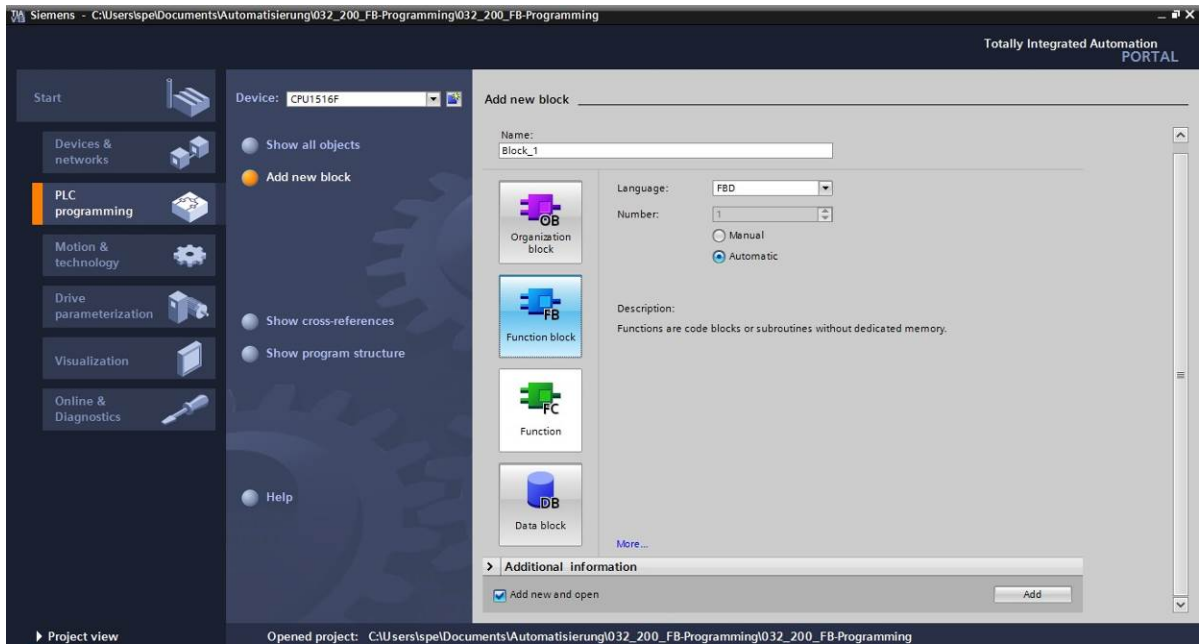 Siemens - C:\Users\spe\Documents\Automatisierung\032_200_FB-Programming\032_200_FB-Programming
Totally Integrated Automation
PORTAL
Start
Devices &
networks
PLC
programming
Motion &
technology
Drive
parameterization
Visualization
Online &
Diagnostics
Project view
Device: CPU1516F
Show all objects
Add new block
Show cross-references
Show program structure
Help
Add new block
Name:
Block_1
OB
Organization
block
FB
Function block
FC
Function
DB
Data block
Language: FBD
Number: 1
Manual
Automatic
Description:
Functions are code blocks or subroutines without dedicated memory.
More...
Additional information
Add new and open
Add
Opened project: C:\Users\spe\Documents\Automatisierung\032_200_FB-Programming\032_200_FB-Programming